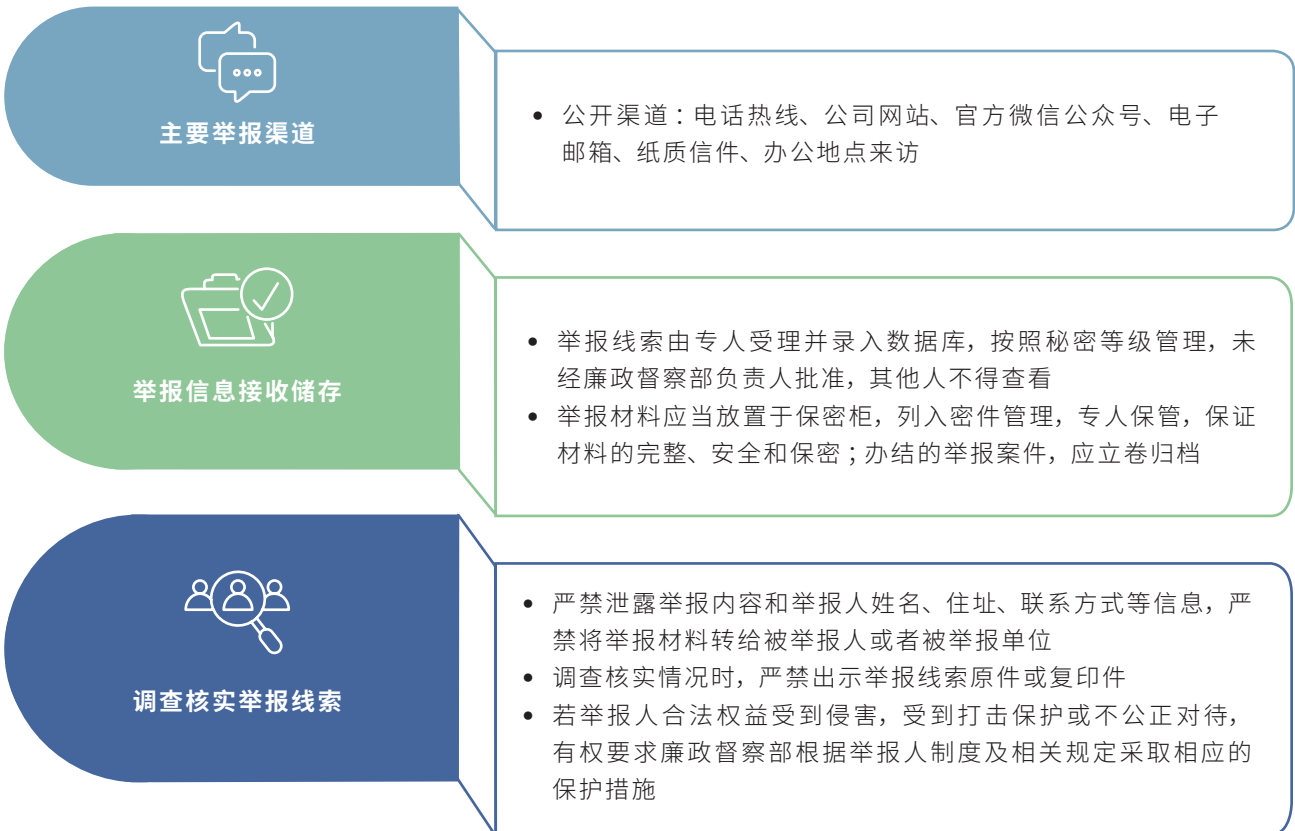 主要举报渠道
• 公开渠道：电话热线、公司网站、官方微信公众号、电子
邮箱、纸质信件、办公地点来访
举报信息接收储存
• 举报线索由专人受理并录入数据库，按照秘密等级管理，未
经廉政督察部负责人批准，其他人不得查看
• 举报材料应当放置于保密柜，列入密件管理，专人保管，保证
材料的完整、安全和保密；办结的举报案件，应立卷归档
调查核实举报线索
• 严禁泄露举报内容和举报人姓名、住址、联系方式等信息，严
禁将举报材料转给被举报人或者被举报单位
• 调查核实情况时，严禁出示举报线索原件或复印件
• 若举报人合法权益受到侵害，受到打击保护或不公正对待，
有权要求廉政督察部根据举报人制度及相关规定采取相应的
保护措施